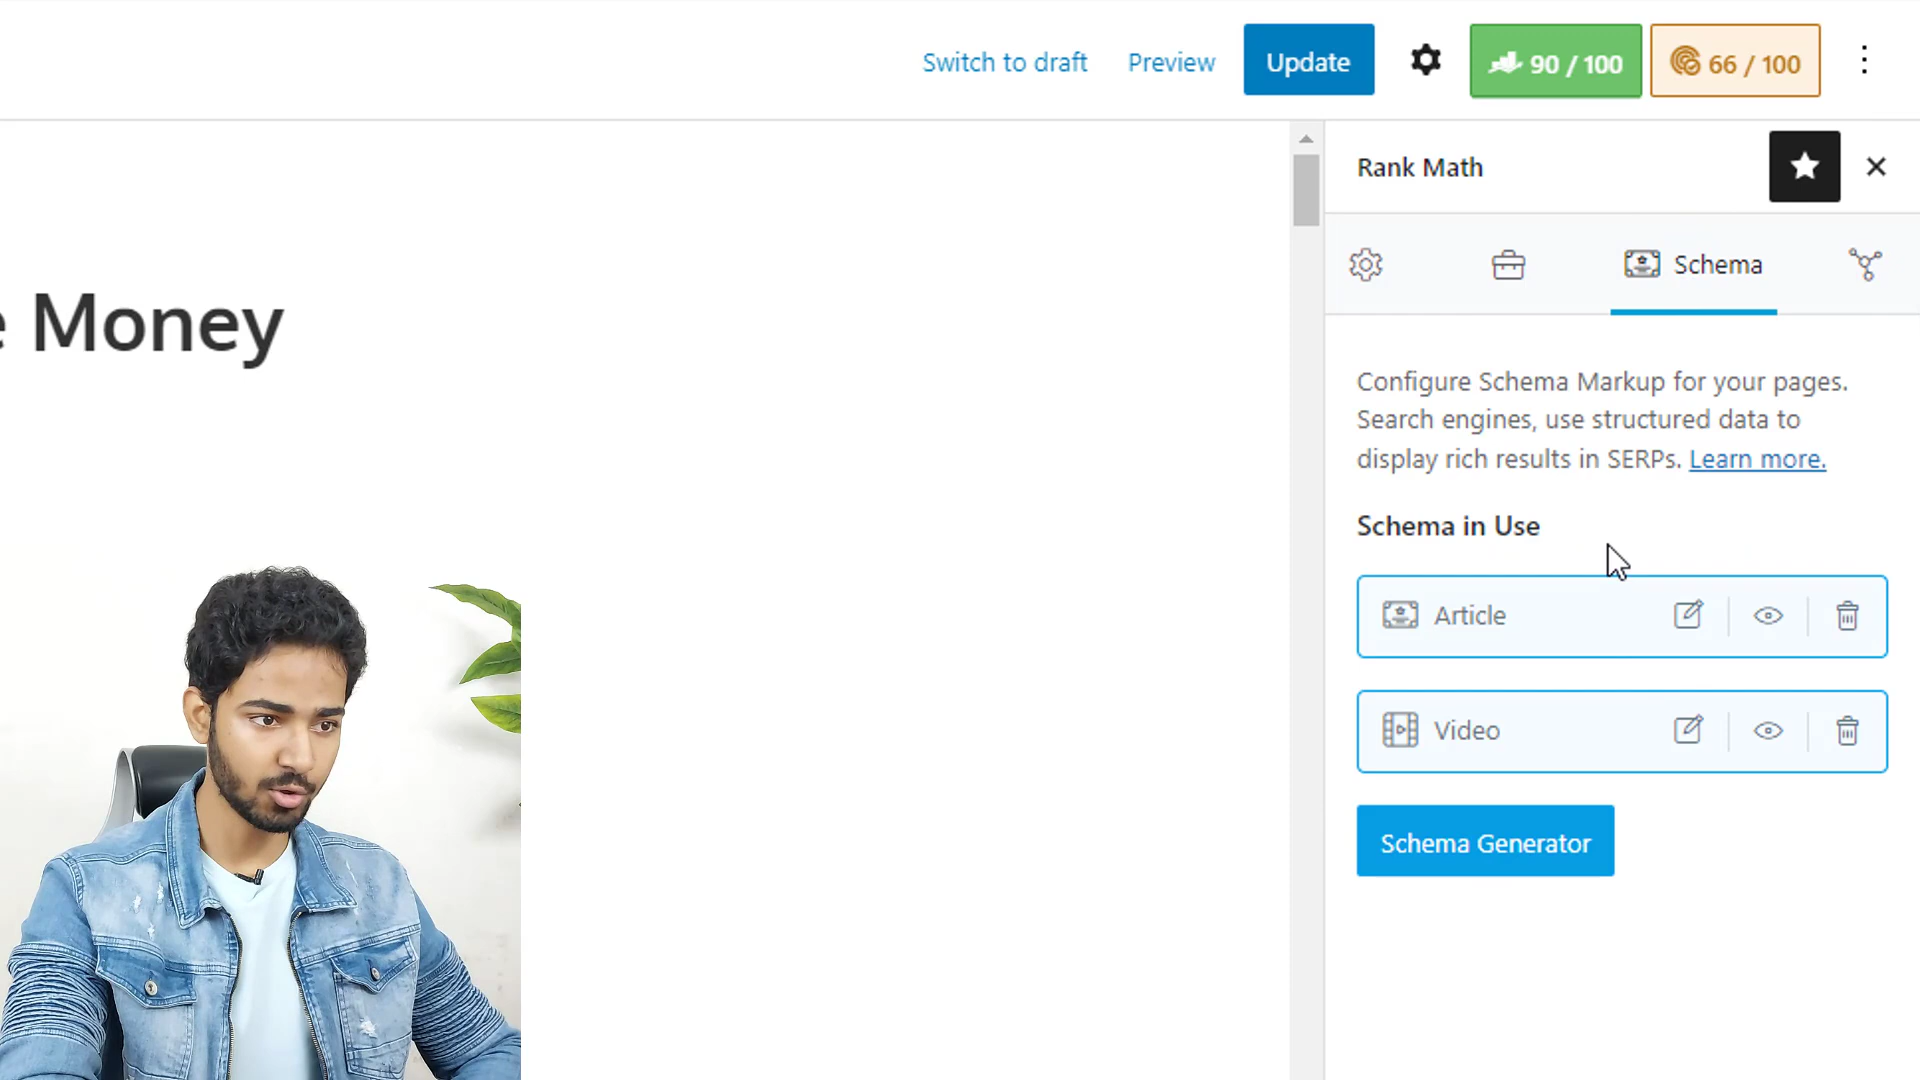 Switch to draft
Preview
Update
90 / 100
66 / 100
Rank Math
Schema
Money
Configure Schema Markup for your pages.
Search engines, use structured data to
display rich results in SERPs. Learn more.
Schema in Use
Article
Video
Schema Generator